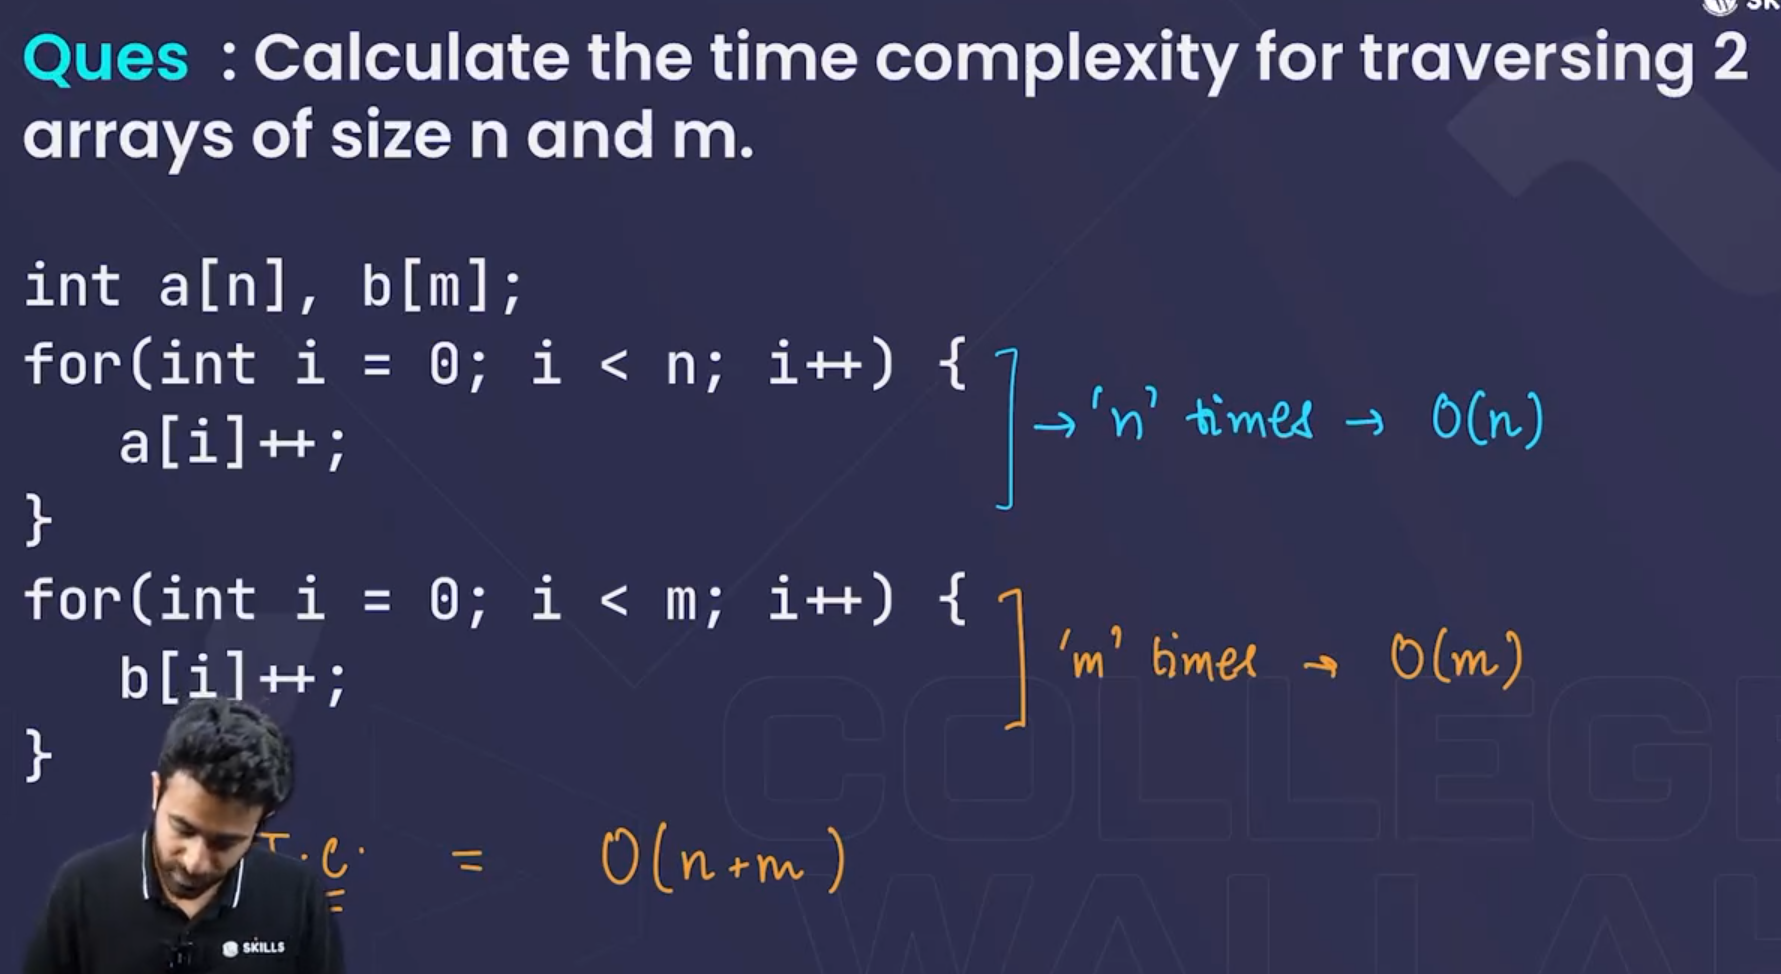 SK
Ques : Calculate the time complexity for traversing 2
arrays of size n and m.
int a[n], b[m];
for(int i = 0; i < n; i++) {
a[i]++;
}
→ 'n' times → O(n)
for(int i = 0; i < m; i++) {
b[i]++;
}
'm' times → O(m)
T.C. = O(n+m)
SKILLS
COLLEGE
WALLAH